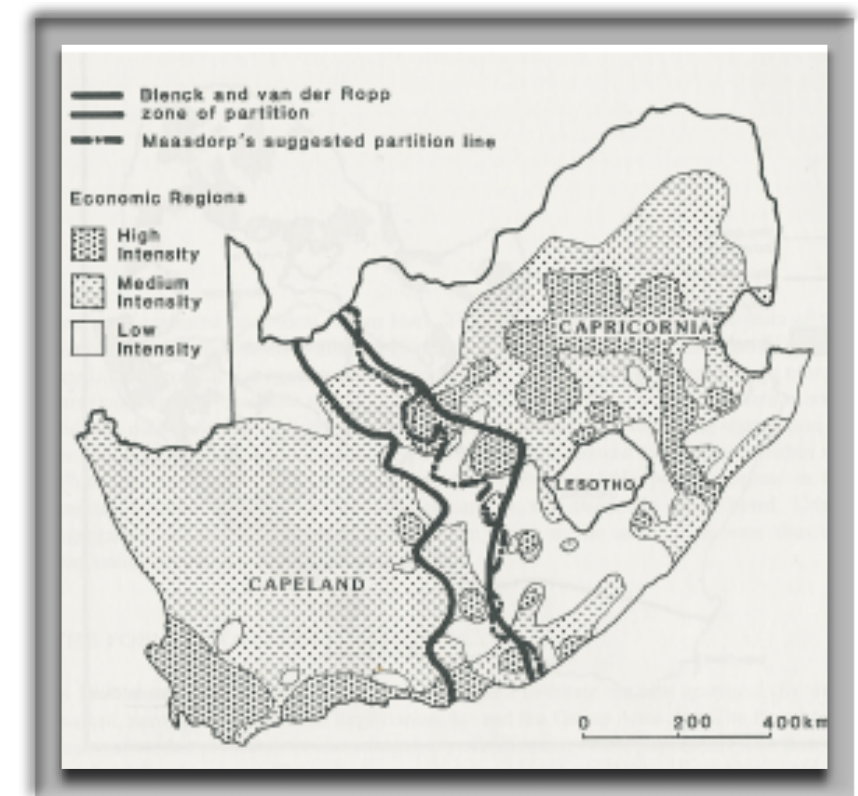 Blenck and van der Ropp
zone of partition
Maasdorp's suggested partition line
Economic Regions
High
Intensity
Medium
Intensity
Low
Intensity
CAPRICORNIA
LESOTHO
CAPELAND
0 200 400km